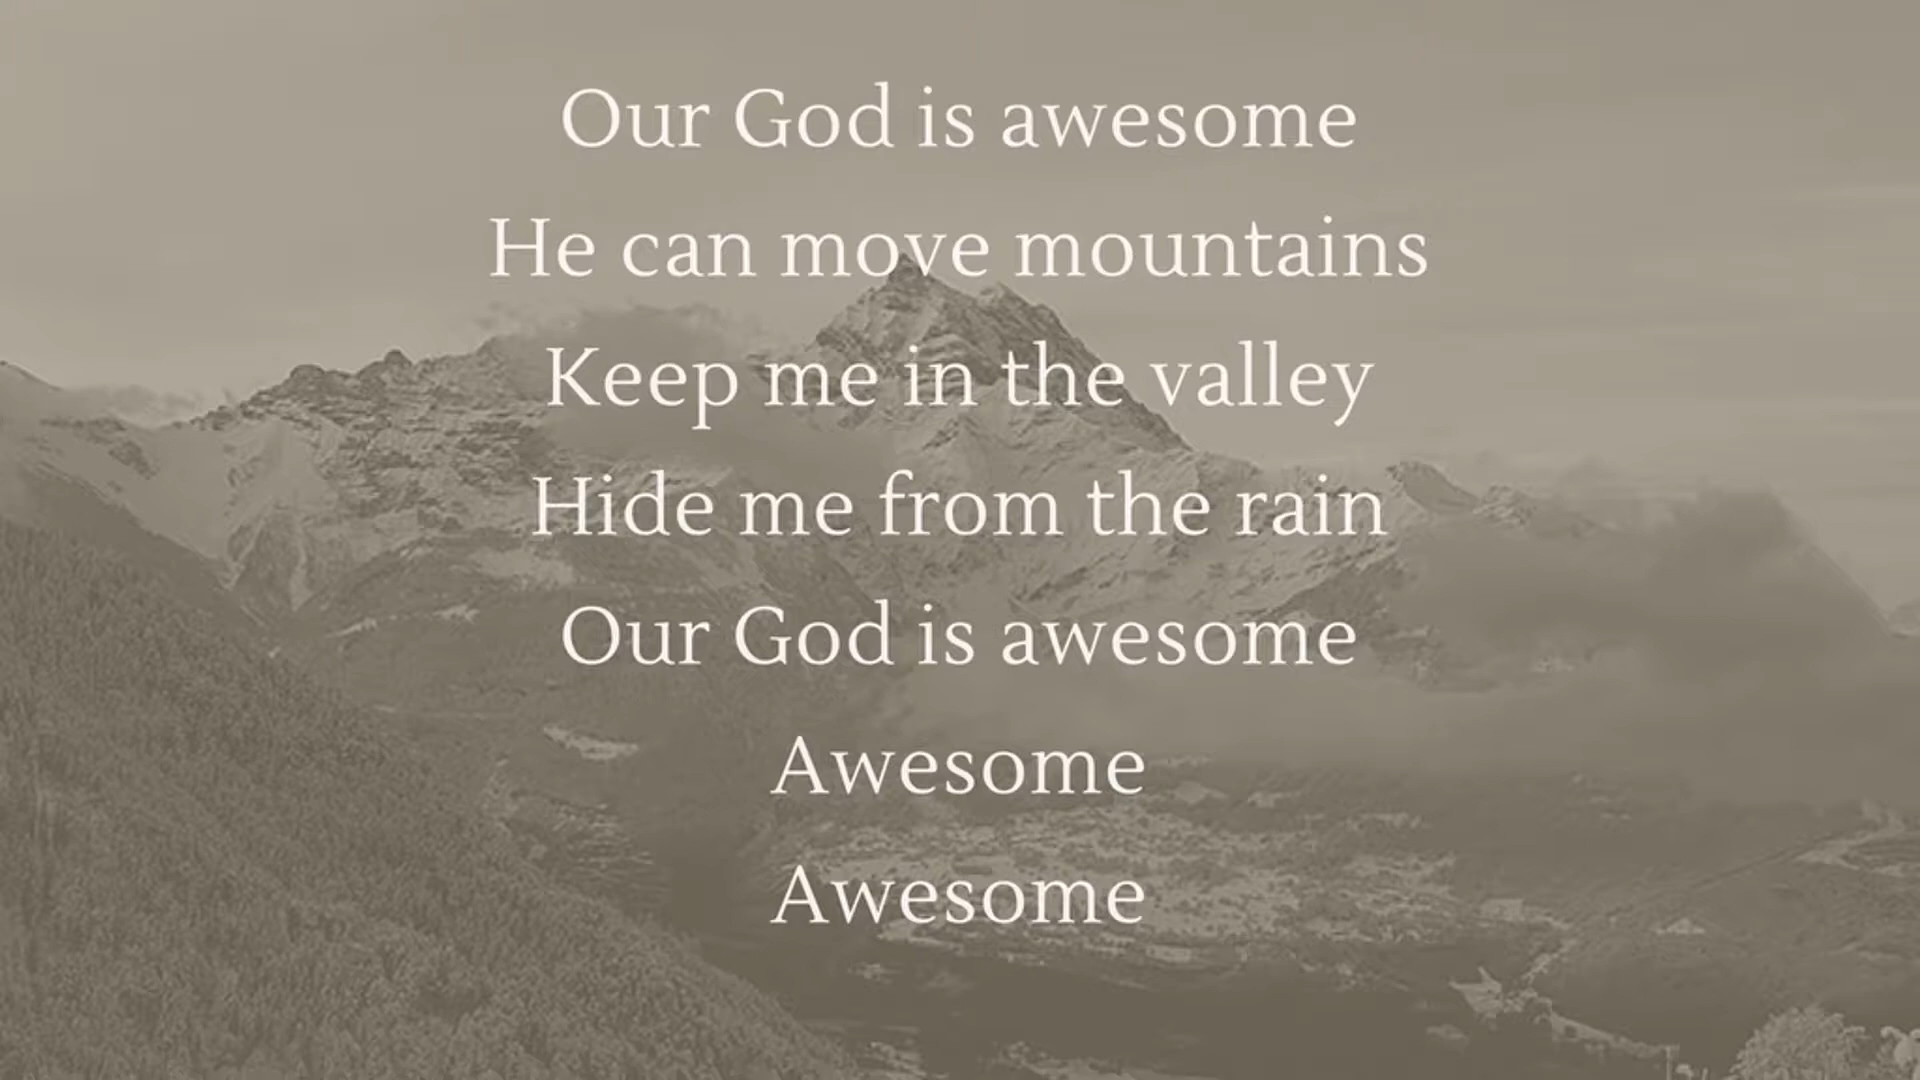 Our God is awesome
He can move mountains
Keep me in the valley
Hide me from the rain
Our God is awesome
Awesome
Awesome